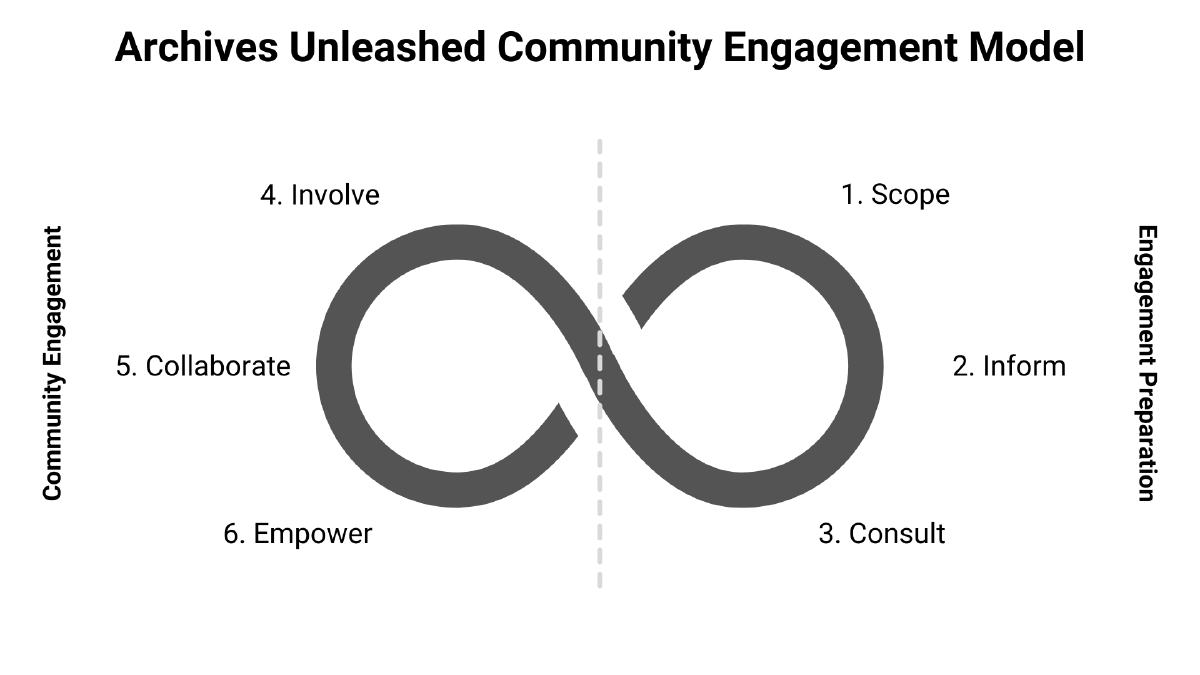 Archives Unleashed Community Engagement Model
4. Involve
1. Scope
Community Engagement
5. Collaborate
2. Inform
Engagement Preparation
6. Empower
3. Consult